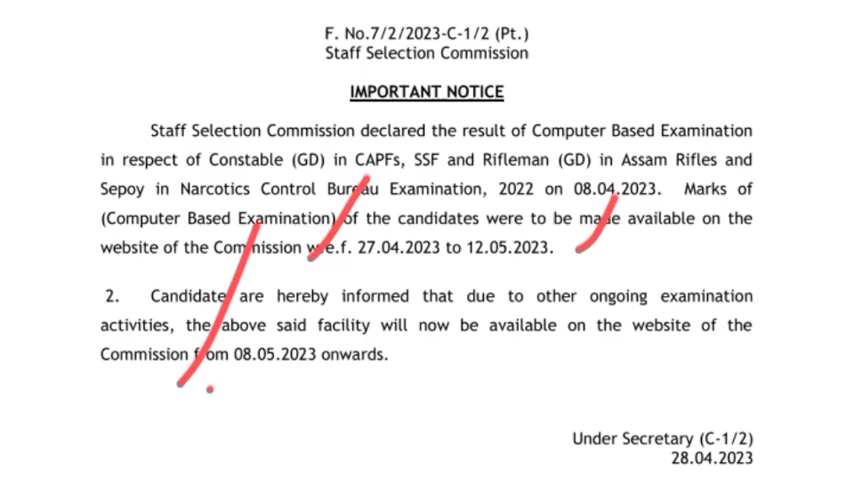 F. No.7/2/2023-C-1/2 (Pt.)
Staff Selection Commission
IMPORTANT NOTICE
Staff Selection Commission declared the result of Computer Based Examination
in respect of Constable (GD) in CAPFs, SSF and Rifleman (GD) in Assam Rifles and
Sepoy in Narcotics Control Bureau Examination, 2022 on 08.04.2023. Marks of
(Computer Based Examination) of the candidates were to be made available on the
website of the Commission w.e.f. 27.04.2023 to 12.05.2023.
2. Candidates are hereby informed that due to other ongoing examination
activities, the above said facility will now be available on the website of the
Commission from 08.05.2023 onwards.
Under Secretary (C-1/2)
28.04.2023